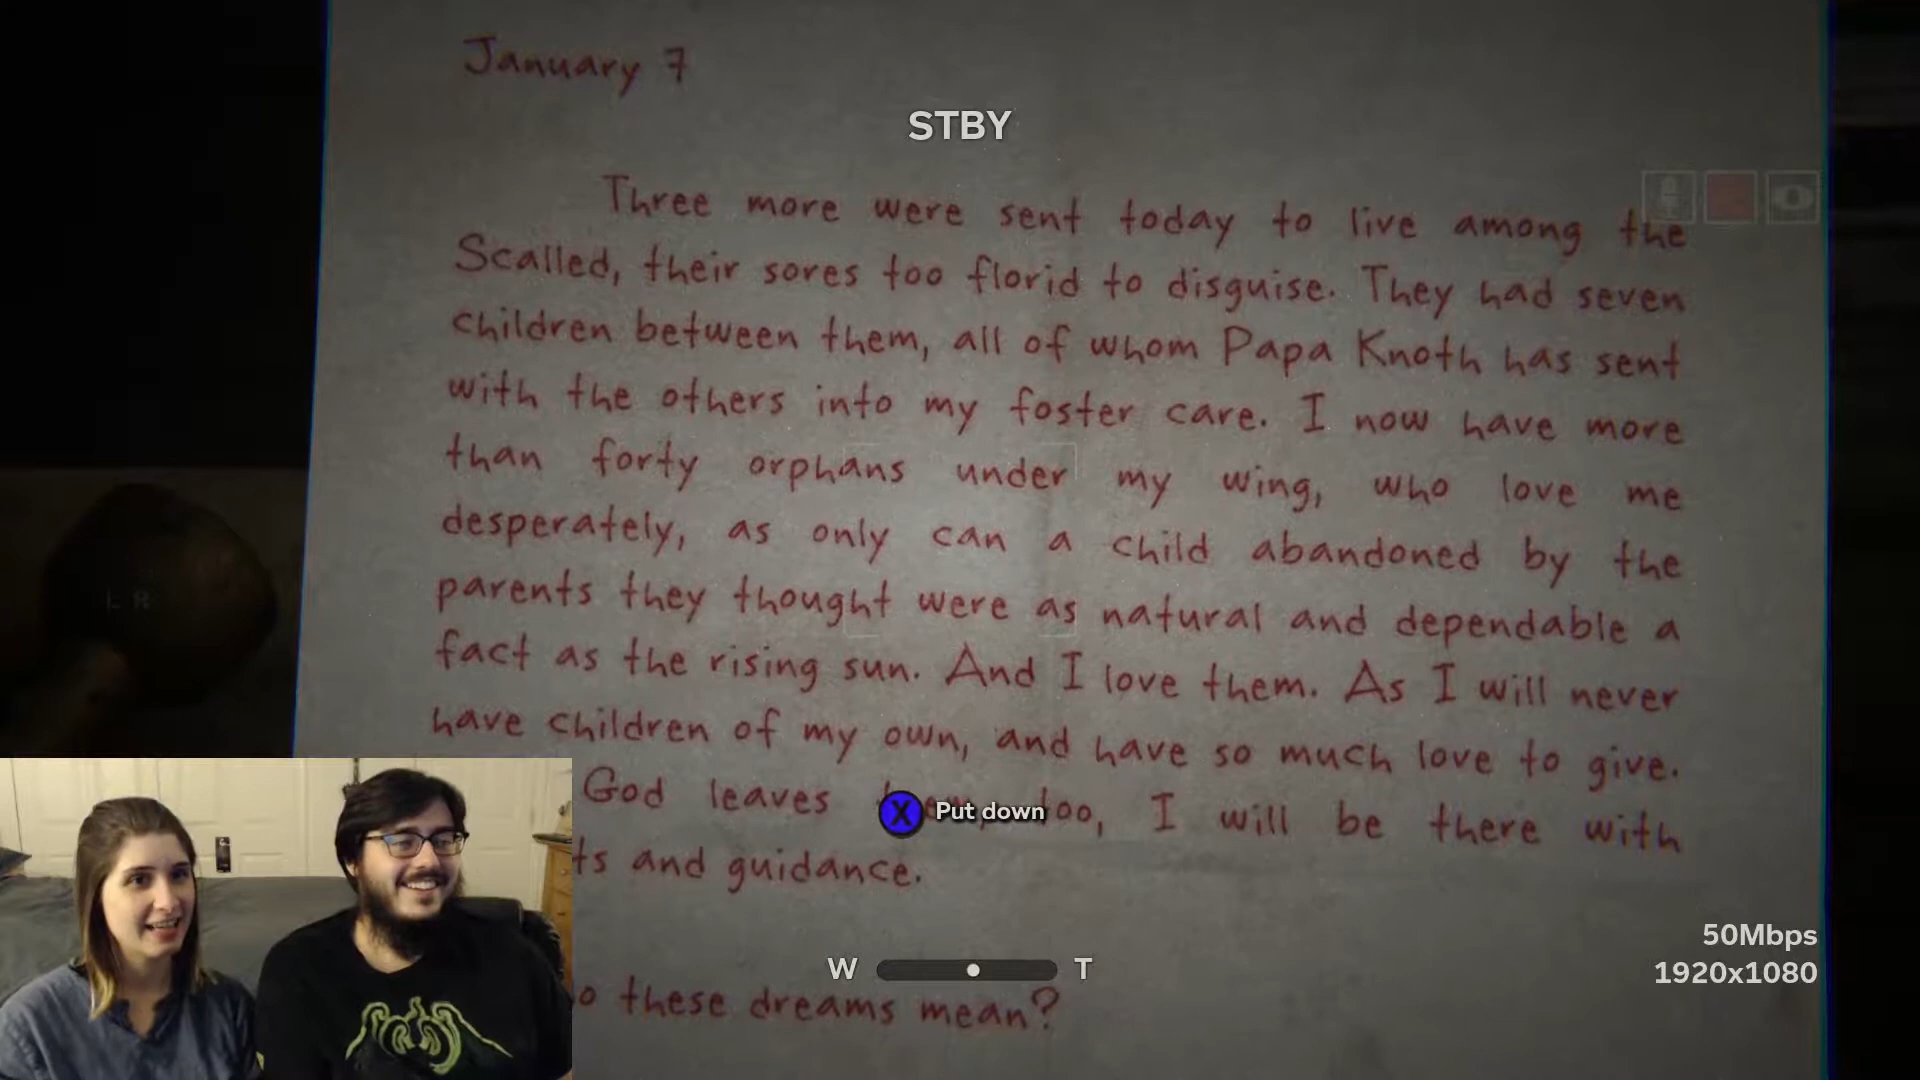 January 7
STBY
Three more were sent today to live among the
Scalled, their sores too florid to disguise. They had seven
children between them, all of whom Papa Knoth has sent
with the others into my foster care. I now have more
than forty orphans under my wing, who love me
desperately, as only can a child abandoned by the
parents they thought were as natural and dependable a
fact as the rising sun. And I love them. As I will never
have children of my own, and have so much love to give.
God leaves too, I will be there with
X Put down
and guidance.
50Mbps
W T
1920x1080
these dreams mean?
L R